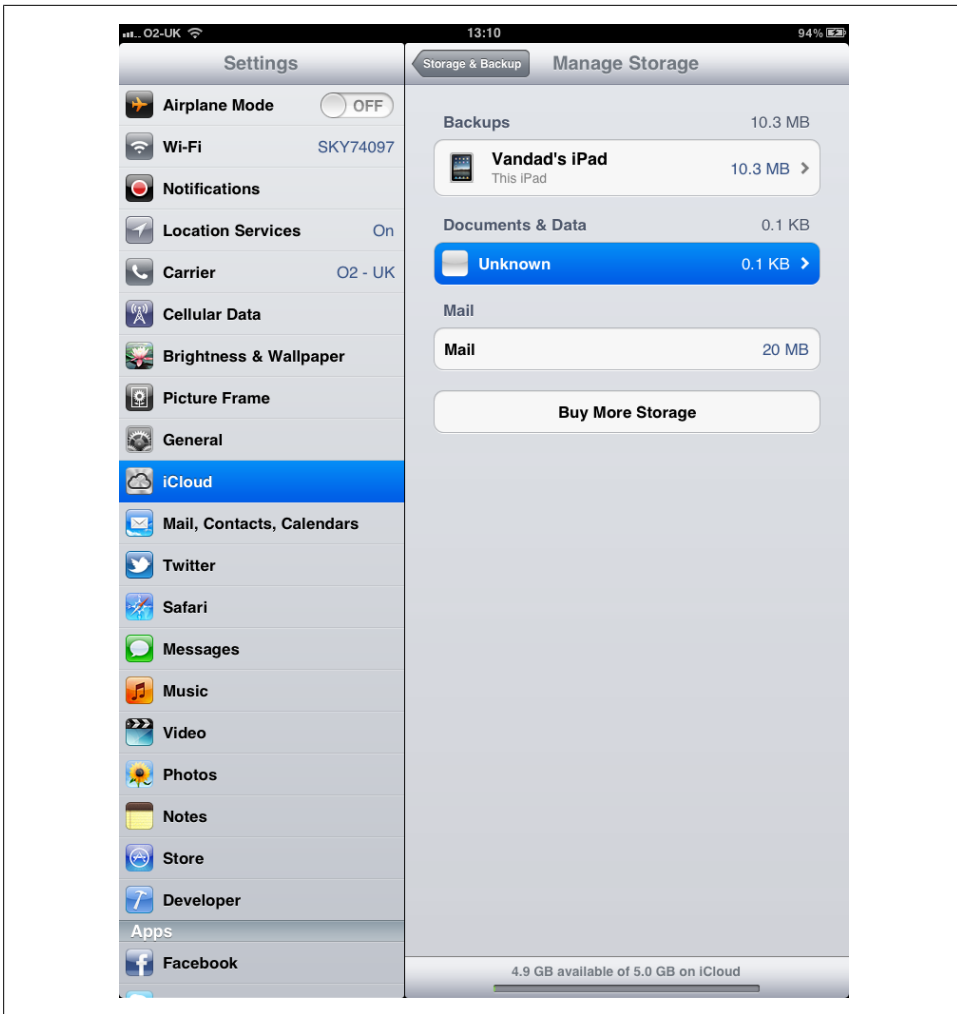 O2-UK 13:10 94%
Settings
Airplane Mode OFF
Wi-Fi SKY74097
Notifications
Location Services On
Carrier O2 - UK
Cellular Data
Brightness & Wallpaper
Picture Frame
General
iCloud
Mail, Contacts, Calendars
Twitter
Safari
Messages
Music
Video
Photos
Notes
Store
Developer
Apps
Facebook
Storage & Backup Manage Storage
Backups 10.3 MB
Vandad's iPad 10.3 MB
This iPad
Documents & Data 0.1 KB
Unknown 0.1 KB
Mail
Mail 20 MB
Buy More Storage
4.9 GB available of 5.0 GB on iCloud